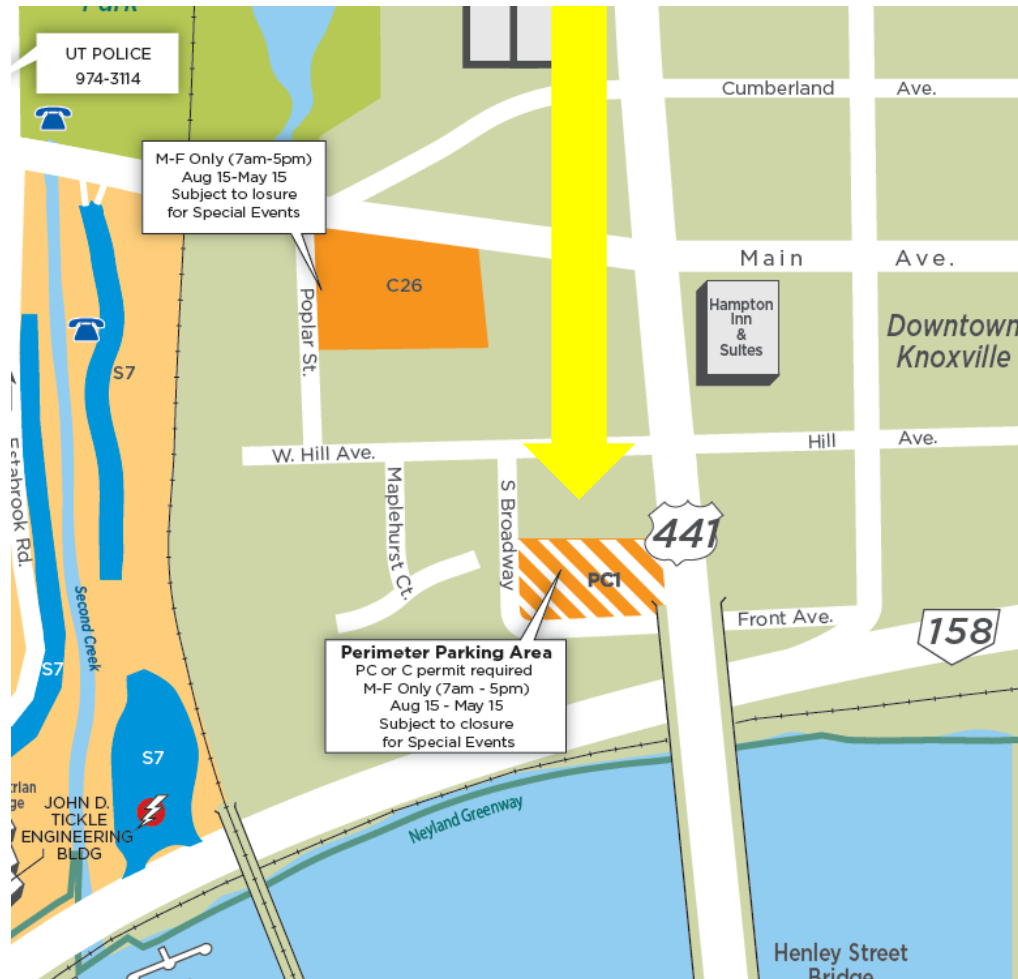 Park
UT POLICE
974-3114
Cumberland Ave.
M-F Only (7am-5pm)
Aug 15-May 15
Subject to losure
for Special Events
Main Ave.
C26
Poplar St.
Hampton
Inn
&
Suites
Downtown
Knoxville
S7
Estabrook Rd.
W. Hill Ave.
Hill Ave.
Maplehurst Ct.
S Broadway
441
PC1
Second Creek
Front Ave.
158
Perimeter Parking Area
PC or C permit required
M-F Only (7am - 5pm)
Aug 15 - May 15
Subject to closure
for Special Events
S7
S7
JOHN D.
TICKLE
ENGINEERING
BLDG
Neyland Greenway
Henley Street
Bridge